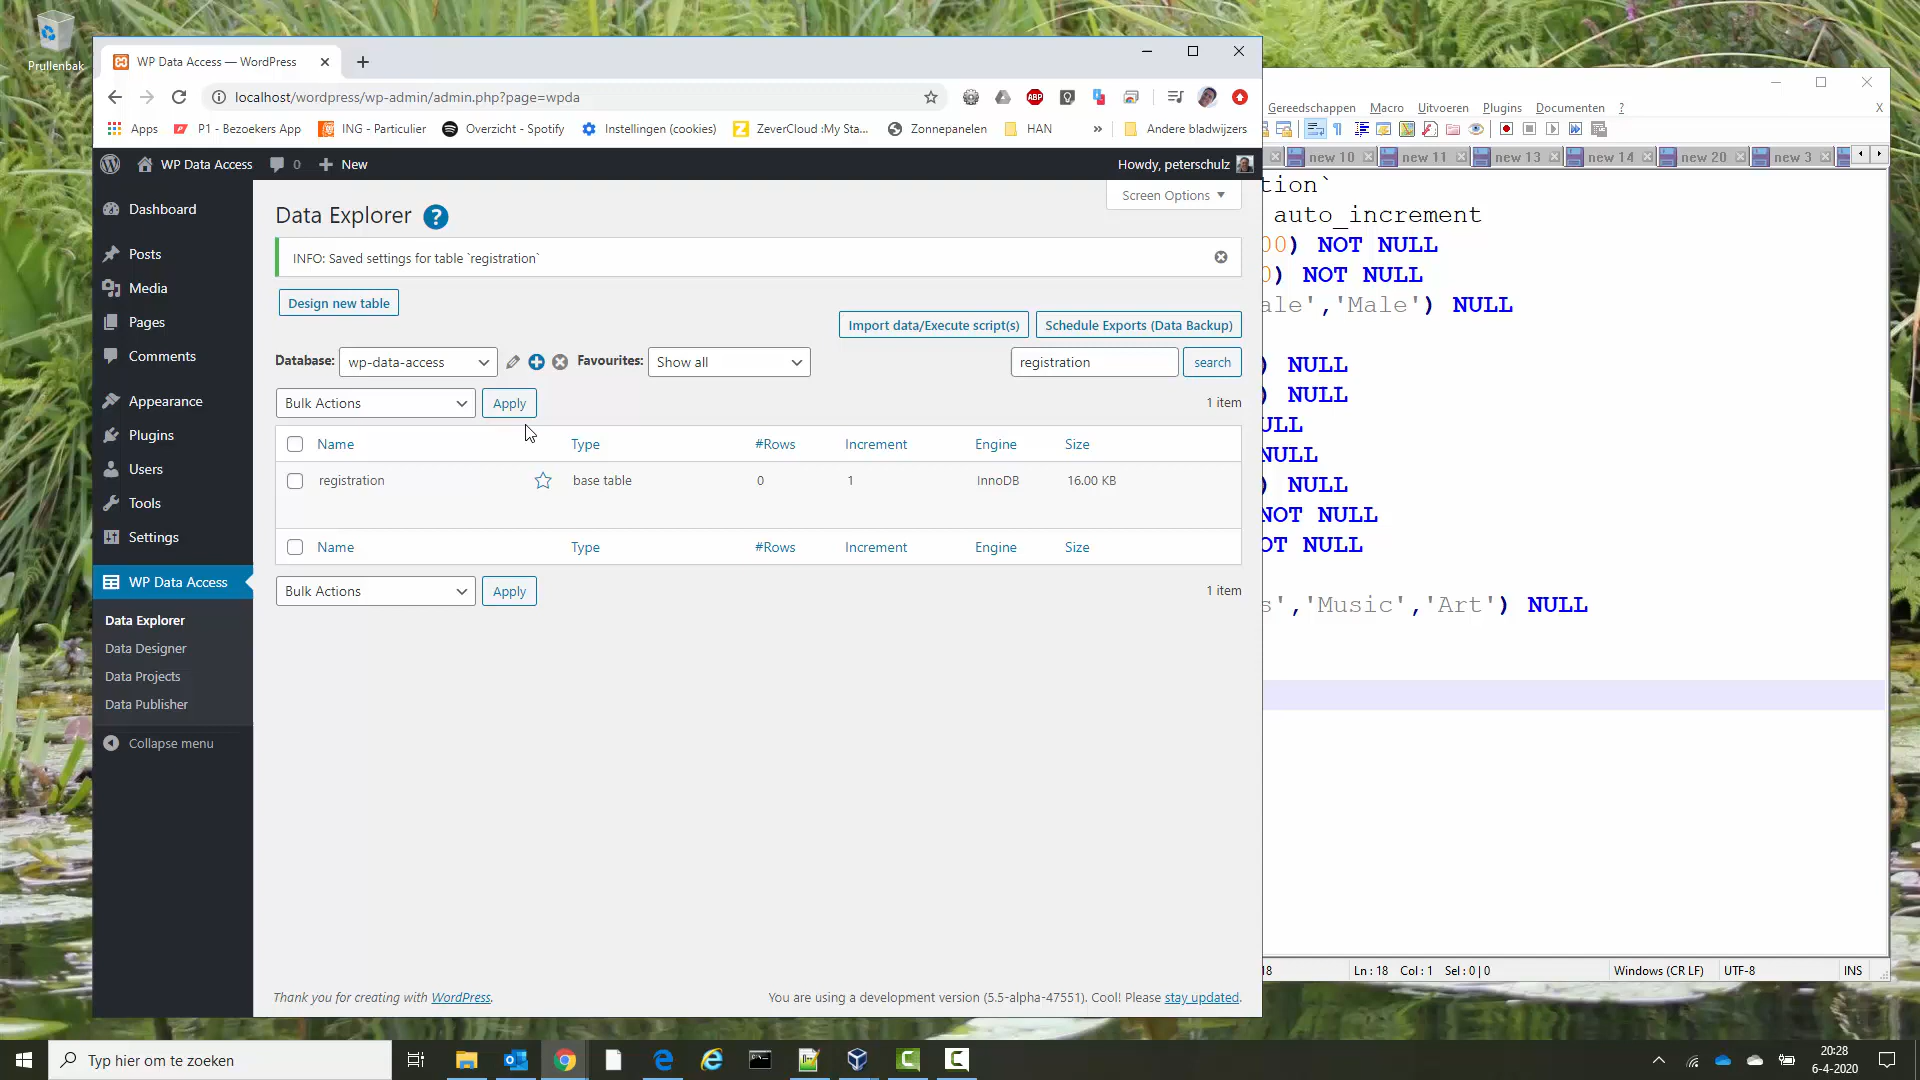 Prullenbak
WP Data Access — WordPress
localhost/wordpress/wp-admin/admin.php?page=wpda
ABP
Apps
P1 - Bezoekers App
ING - Particulier
Overzicht - Spotify
Instellingen (cookies)
ZeverCloud :My Sta...
Zonnepanelen
HAN
»
Andere bladwijzers
WP Data Access
0
New
Howdy, peterschulz
Dashboard
Posts
Media
Pages
Comments
Appearance
Plugins
Users
Tools
Settings
WP Data Access
Data Explorer
Data Designer
Data Projects
Data Publisher
Collapse menu
Screen Options
Data Explorer ?
INFO: Saved settings for table `registration`
Design new table
Import data/Execute script(s)
Schedule Exports (Data Backup)
Database: wp-data-access
Favourites: Show all
registration
search
Bulk Actions
Apply
1 item
Name Type #Rows Increment Engine Size
registration base table 0 1 InnoDB 16.00 KB
Name Type #Rows Increment Engine Size
Bulk Actions
Apply
1 item
Thank you for creating with WordPress.
You are using a development version (5.5-alpha-47551). Cool! Please stay updated.
Gereedschappen Macro Uitvoeren Plugins Documenten ? X
new 10 new 11 new 13 new 14 new 20 new 3
tion`
auto_increment
00) NOT NULL
0) NOT NULL
ale','Male') NULL
) NULL
) NULL
ULL
NULL
) NULL
NOT NULL
OT NULL
s','Music','Art') NULL
18
Ln : 18 Col : 1 Sel : 0 | 0
Windows (CR LF)
UTF-8
INS
Typ hier om te zoeken
20:28
6-4-2020